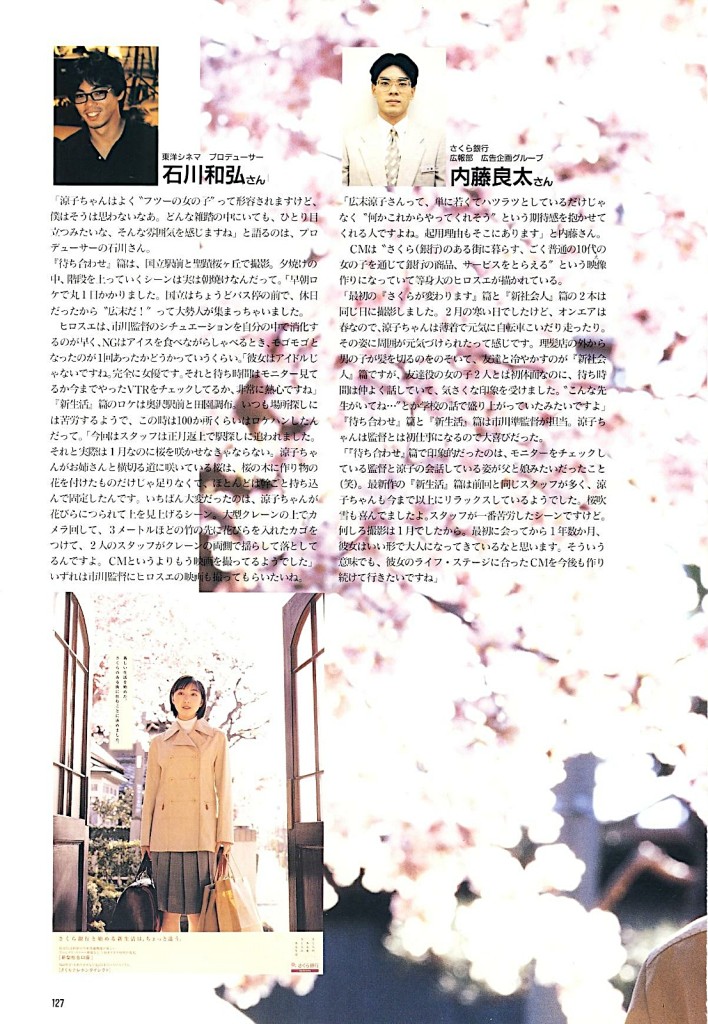 東洋シネマ　プロデューサー
石川和弘さん
「涼子ちゃんはよく“フツーの女の子”って形容されますけど、
僕はそうは思わないなあ。どんな雑踏の中にいても、ひとり目
立つみたいな、そんな雰囲気を感じますね」と語るのは、プロ
デューサーの石川さん。
『待ち合わせ』篇は、国立駅前と聖蹟桜ヶ丘で撮影。夕焼けの
中、階段を上っていくシーンは実は朝焼けなんだって。「早朝ロ
ケで丸1日かかりました。国立はちょうどバス停の前で、休日
だったから“広末だ！”って大勢が集まっちゃいました。
　ヒロスエは、市川監督のシチュエーションを自分の中で消化す
るのが早く、NGはアイスを食べながらしゃべるとき、モゴモゴと
なったのが1回あったかどうかっていうくらい。「彼女はアイドルじ
ゃないですね。完全に女優です。それと待ち時間はモニター見て
るか今までやったVTRをチェックしてるか、非常に熱心ですね」
『新生活』篇のロケは奥沢駅前と田園調布。いつも場所探しに
は苦労するようで、この時は100か所くらいはロケハンしたん
だって。「今回はスタッフは正月返上で駅探しに追われました。
それと実際は1月なのに桜を咲かせなきゃならない。涼子ちゃ
んがお姉さんと横切る道に咲いている桜は、桜の木に作り物の
花を付けたものだけじゃ足りなくて、ほとんどは幹ごと持ち込
んで固定したんです。いちばん大変だったのは、涼子ちゃんが
花びらにつられて上を見上げるシーン。大型クレーンの上でカ
メラ回して、3メートルほどの竹の先に花びらを入れたカゴを
つけて、2人のスタッフがクレーンの両側で揺らして落として
るんですよ。CMというよりもう映画を撮ってるようでした」
いずれは市川監督にヒロスエの映画も撮ってもらいたいね。
さくら銀行
広報部　広告企画グループ
内藤良太さん
「広末涼子さんって、単に若くてハツラツとしているだけじゃ
なく“何かこれからやってくれそう”という期待感を抱かせて
くれる人ですよね。起用理由もそこにあります」と内藤さん。
　CMは“さくら(銀行)のある街に暮らす、ごく普通の10代の
女の子を通じて銀行の商品、サービスをとらえる”という映像
作りになっていて等身大のヒロスエが描かれている。
「最初の『さくらが変わります』篇と『新社会人』篇の2本は
同じ日に撮影しました。2月の寒い日でしたけど、オンエアは
春なので、涼子ちゃんは薄着で元気に自転車こいだり走ったり。
その姿に周囲が元気づけられたって感じです。理髪店の外から
男の子が髪を切るのをのぞいて、友達と冷やかすのが『新社会
人』篇ですが、友達役の女の子2人とは初体面なのに、待ち時
間は仲よく話していて、気さくな印象を受けました。“こんな先
生がいてね…”とか学校の話で盛り上がっていたみたいですよ」
『待ち合わせ』篇と『新生活』篇は市川準監督が担当。涼子ち
ゃんは監督とは初仕事になるので大喜びだった。
「『待ち合わせ』篇で印象的だったのは、モニターをチェックし
ている監督と涼子の会話している姿が父と娘みたいだったこと
(笑)。最新作の『新生活』篇は前回と同じスタッフが多く、涼
子ちゃんも今まで以上にリラックスしているようでした。桜吹
雪も喜んでましたよ。スタッフが一番苦労したシーンですけど。
何しろ撮影は1月でしたから。最初に会ってから1年数か月、
彼女はいい形で大人になってきているなと思います。そういう
意味でも、彼女のライフ・ステージに合ったCMを今後も作り
続けて行きたいですね」
新しい生活を始めた。
さくら銀行で始める新生活は、ちょっと違う。
127